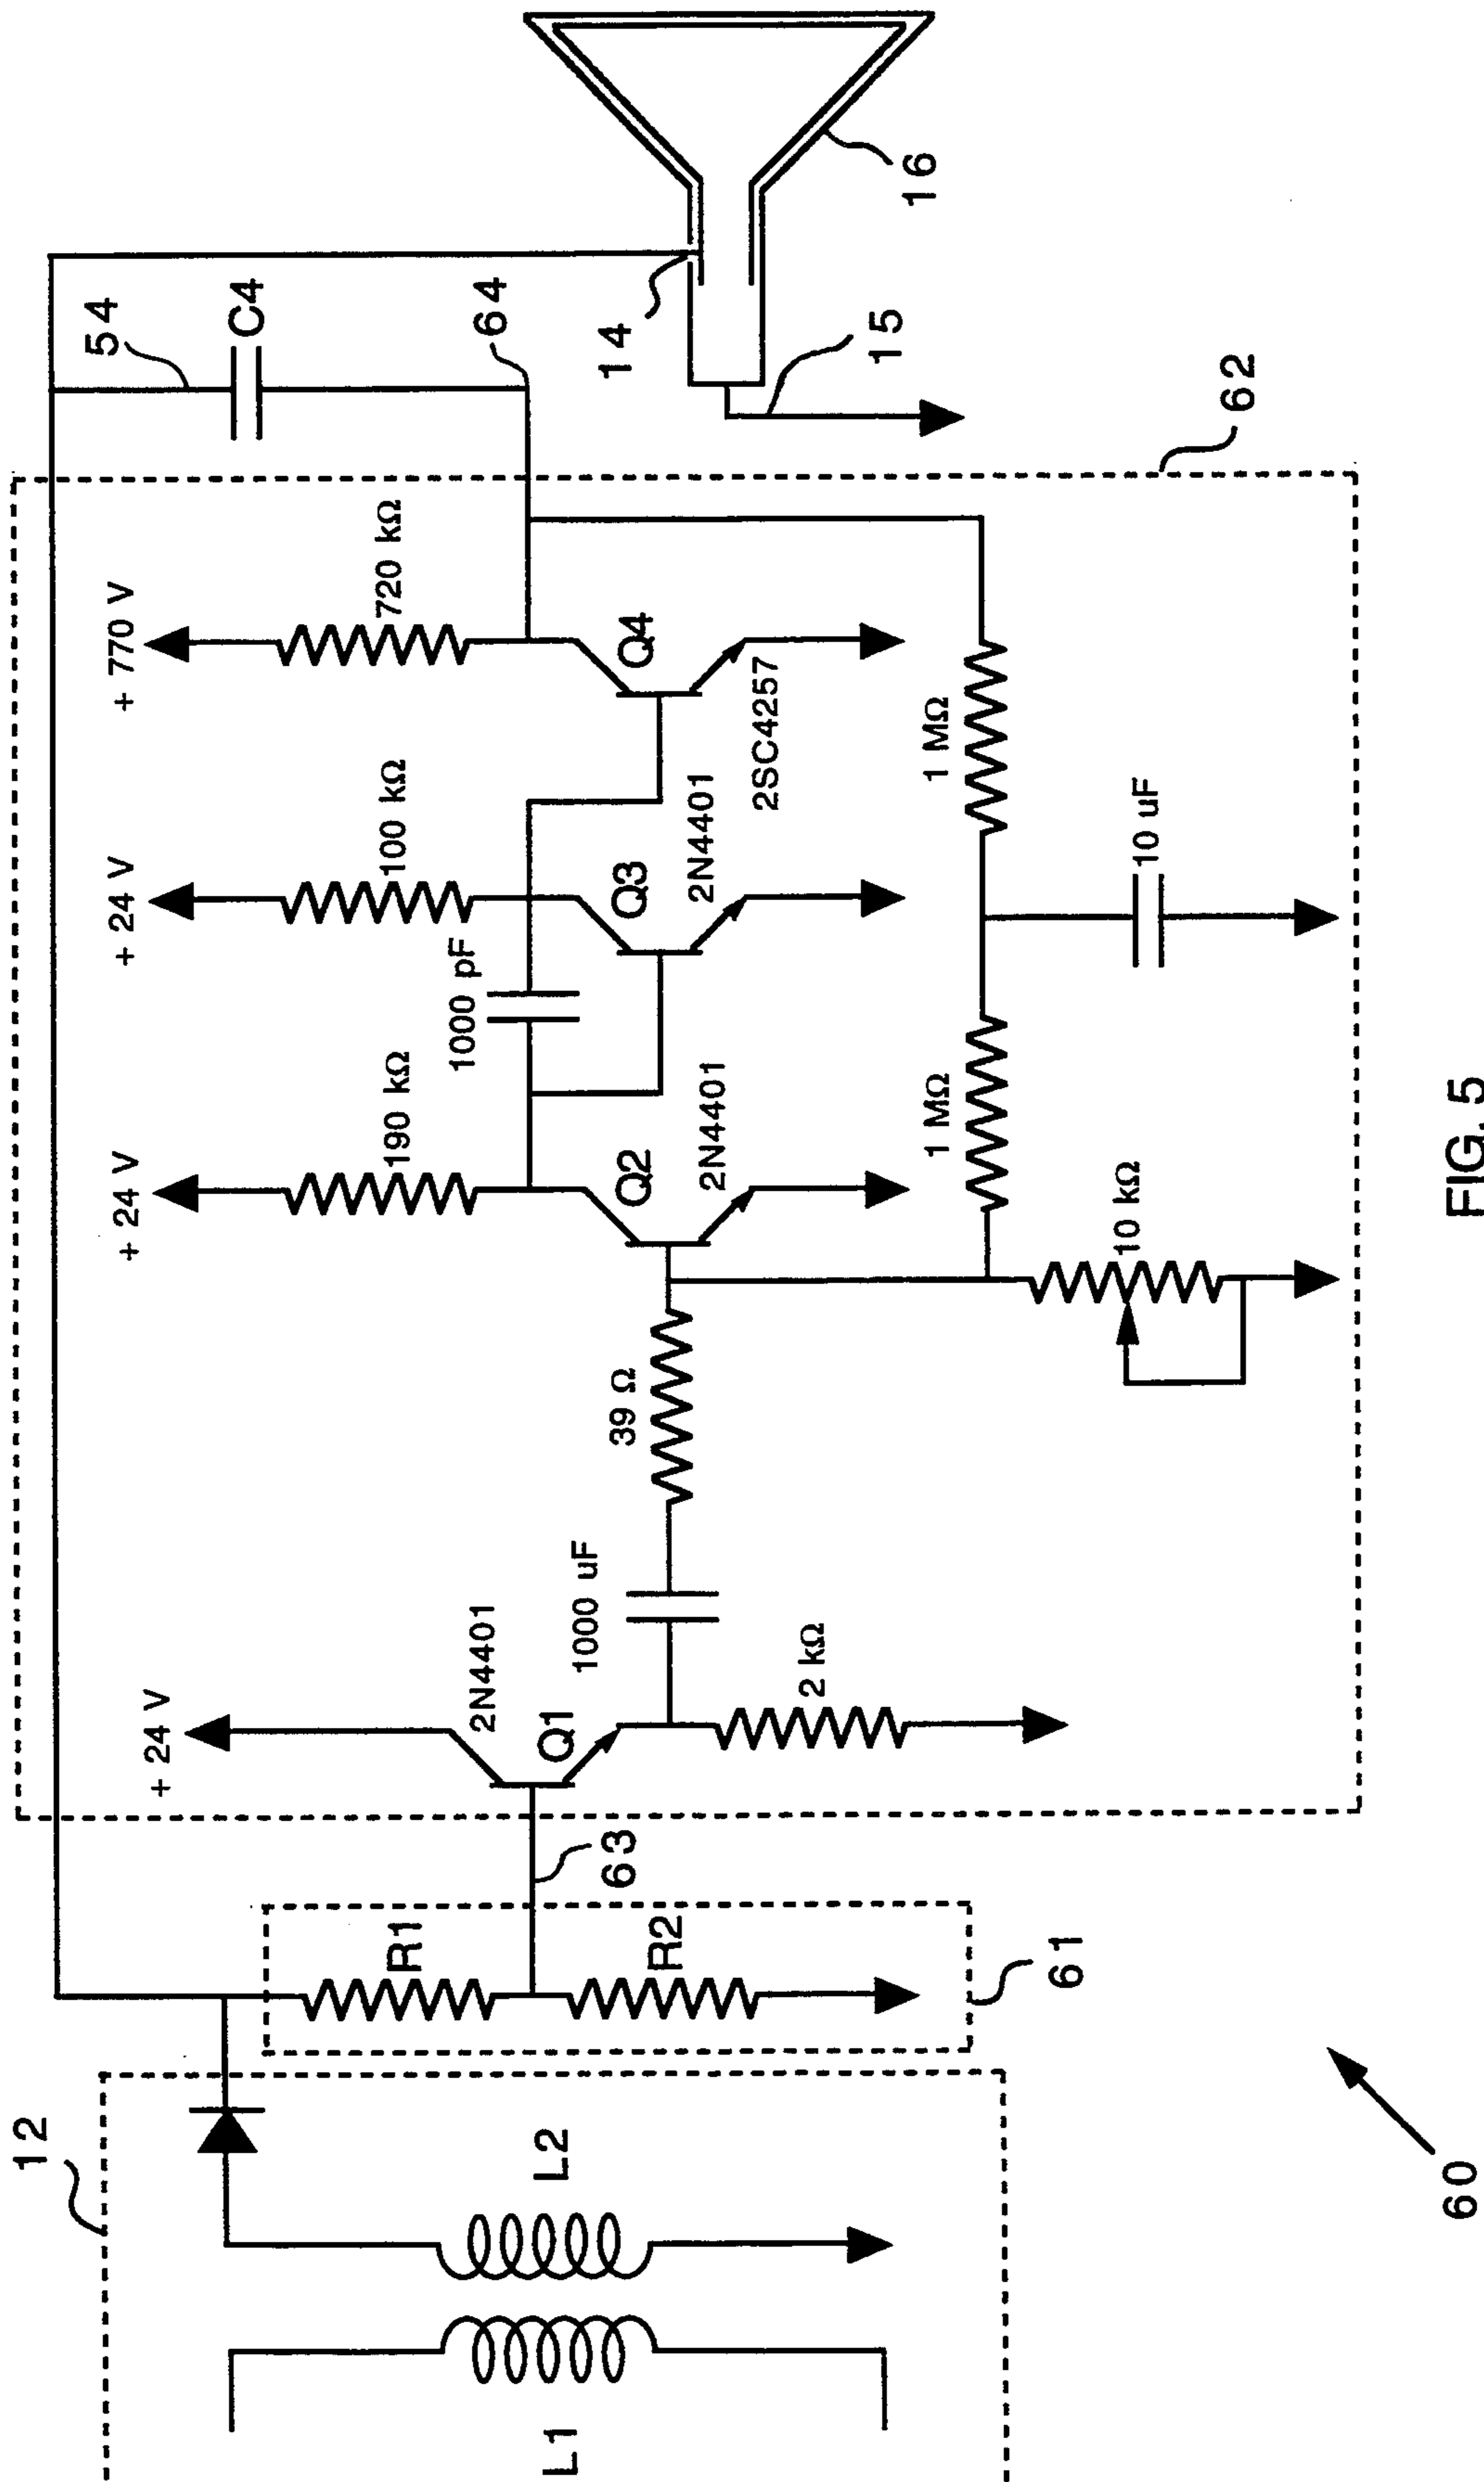 12
L1
L2
R1
R2
61
63
60
+ 24 V
2N4401
Q1
1000 uF
2 kΩ
39 Ω
+ 24 V
190 kΩ
Q2
2N4401
10 kΩ
1 MΩ
1000 pF
+ 24 V
100 kΩ
Q3
2N4401
10 uF
+ 770 V
720 kΩ
Q4
2SC4257
1 MΩ
62
54
C4
64
14
15
16
FIG. 5